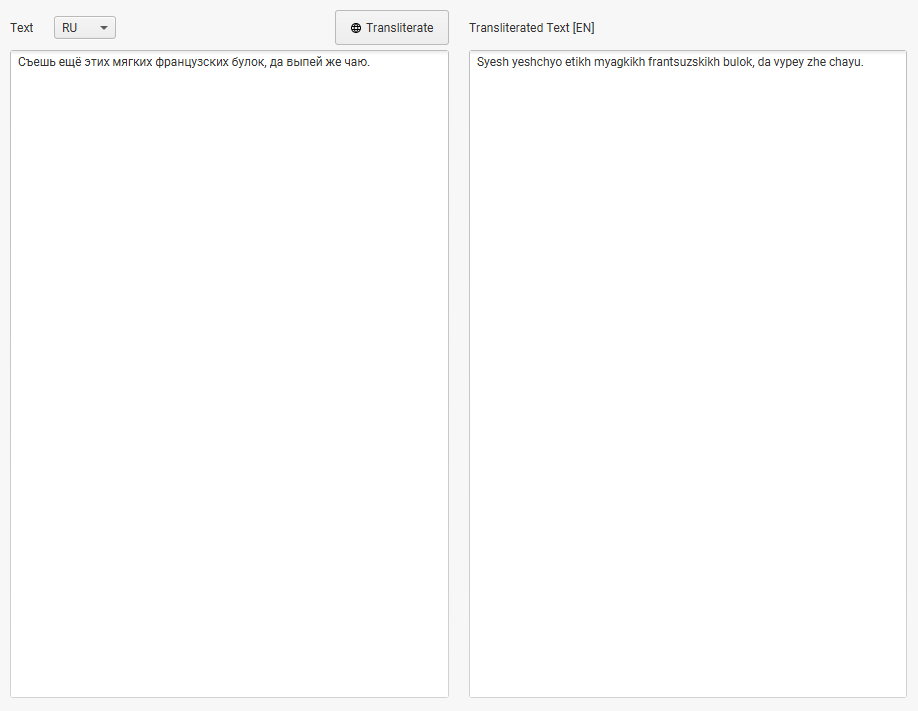 Text RU Transliterate Transliterated Text [EN]
Съешь ещё этих мягких французских булок, да выпей же чаю.
Syesh yeshchyo etikh myagkikh frantsuzskikh bulok, da vypey zhe chayu.